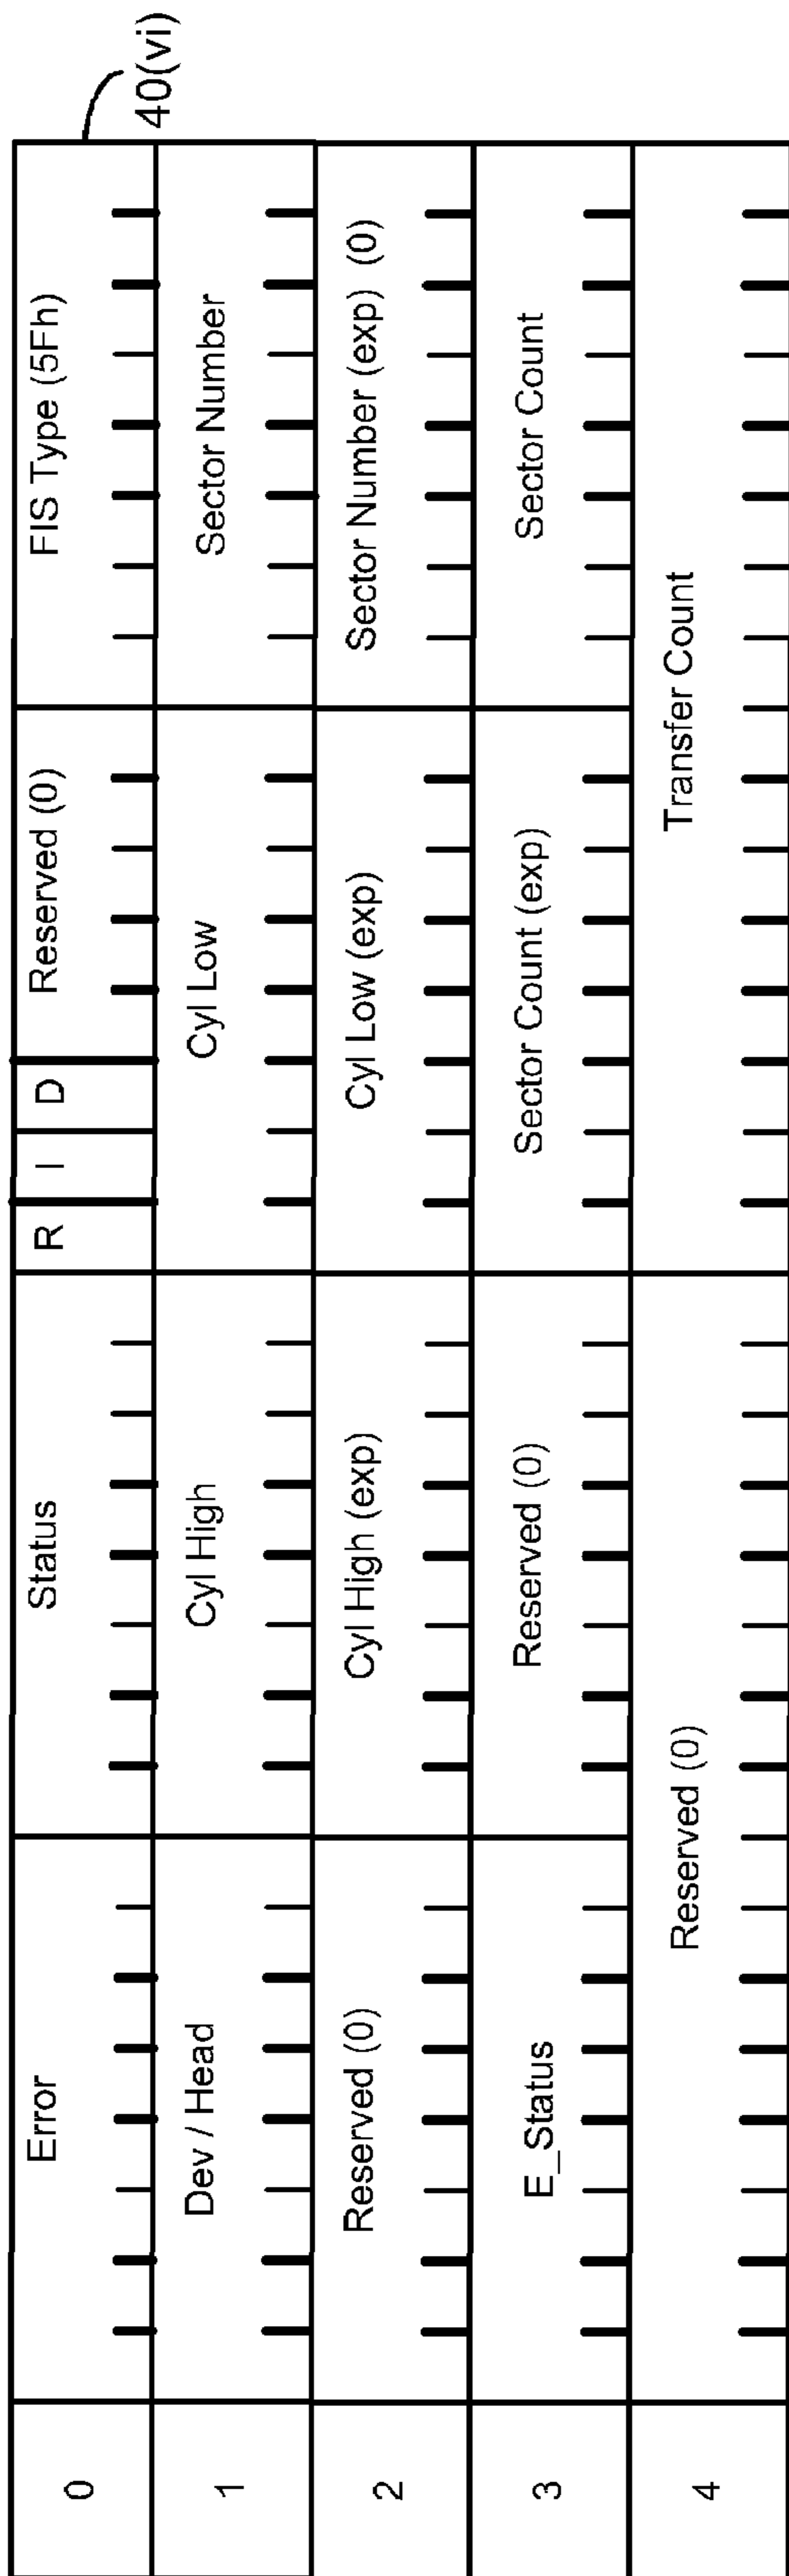 40(vi)
0
Error
Status
R
I
D
Reserved (0)
FIS Type (5Fh)
1
Dev / Head
Cyl High
Cyl Low
Sector Number
2
Reserved (0)
Cyl High (exp)
Cyl Low (exp)
Sector Number (exp) (0)
3
E_Status
Reserved (0)
Sector Count (exp)
Sector Count
4
Reserved (0)
Transfer Count